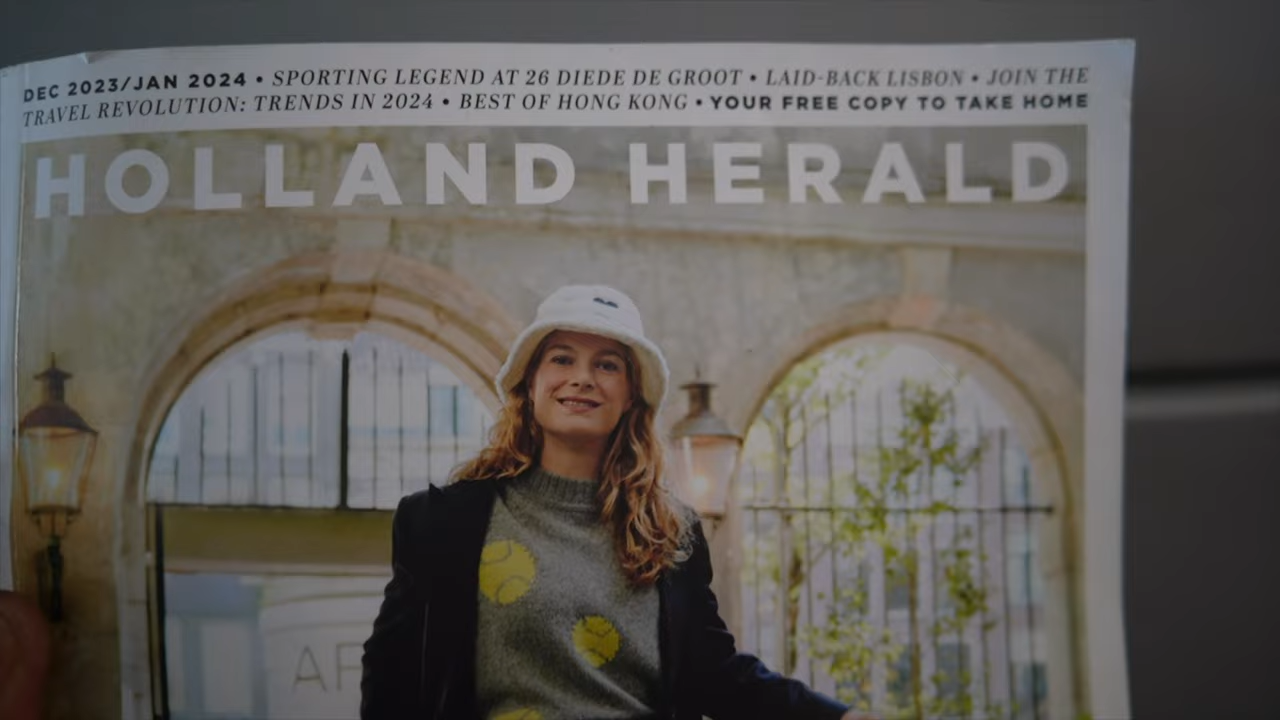 DEC 2023/JAN 2024 • SPORTING LEGEND AT 26 DIEDE DE GROOT • LAID-BACK LISBON • JOIN THE
TRAVEL REVOLUTION: TRENDS IN 2024 • BEST OF HONG KONG • YOUR FREE COPY TO TAKE HOME
HOLLAND HERALD
AF